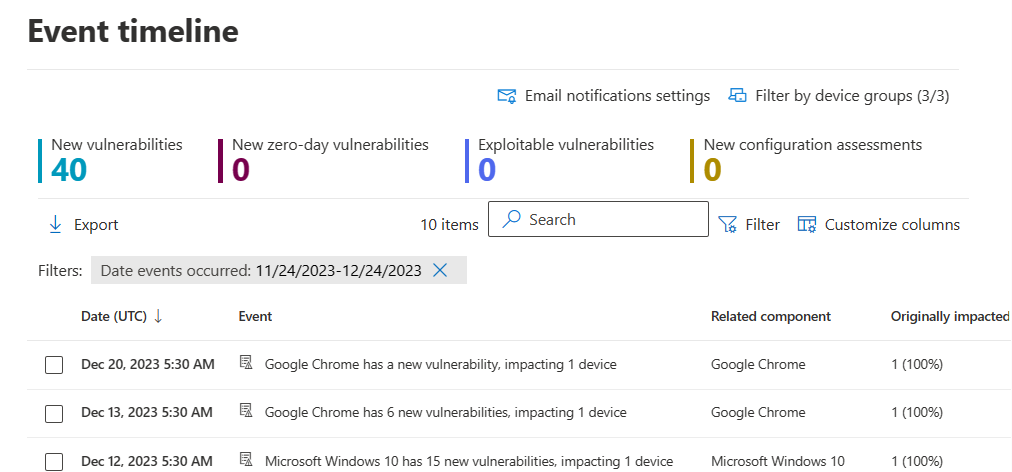 Event timeline
Email notifications settings Filter by device groups (3/3)
New vulnerabilities New zero-day vulnerabilities Exploitable vulnerabilities New configuration assessments
40 0 0 0
Export 10 items Search Filter Customize columns
Filters: Date events occurred: 11/24/2023-12/24/2023
Date (UTC) Event Related component Originally impacted
Dec 20, 2023 5:30 AM Google Chrome has a new vulnerability, impacting 1 device Google Chrome 1 (100%)
Dec 13, 2023 5:30 AM Google Chrome has 6 new vulnerabilities, impacting 1 device Google Chrome 1 (100%)
Dec 12, 2023 5:30 AM Microsoft Windows 10 has 15 new vulnerabilities, impacting 1 device Microsoft Windows 10 1 (100%)